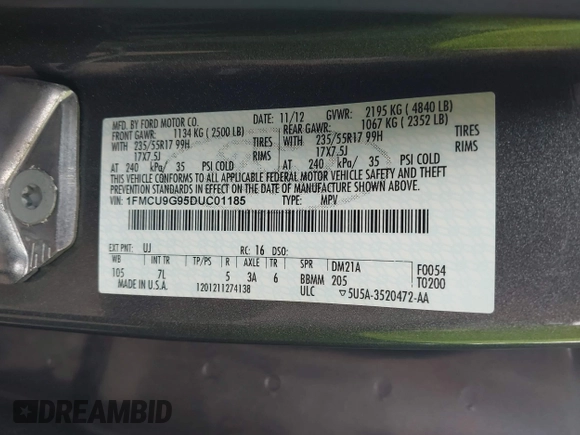 MFD. BY FORD MOTOR CO. DATE: 11/12 GVWR: 2195 KG ( 4840 LB)
FRONT GAWR: 1134 KG ( 2500 LB) REAR GAWR: 1067 KG ( 2352 LB)
WITH 235/55R17 99H TIRES WITH 235/55R17 99H TIRES
17X7.5J RIMS 17X7.5J RIMS
AT 240 kPa/ 35 PSI COLD AT 240 kPa/ 35 PSI COLD
THIS VEHICLE CONFORMS TO ALL APPLICABLE FEDERAL MOTOR VEHICLE SAFETY AND BUMPER
THEFT PREVENTION STANDARDS IN EFFECT ON THE DATE OF MANUFACTURE SHOWN ABOVE.
VIN: 1FMCU9G95DUC01185 TYPE: MPV
EXT PNT: UJ RC: 16 DSO:
WB INT TR TP/PS R AXLE TR SPR DM21A F0054
105 7L 5 3A 6 BBMM 205 T0200
MADE IN U.S.A. 1201211274138 ULC ▽5U5A-3520472-AA
DREAMBID